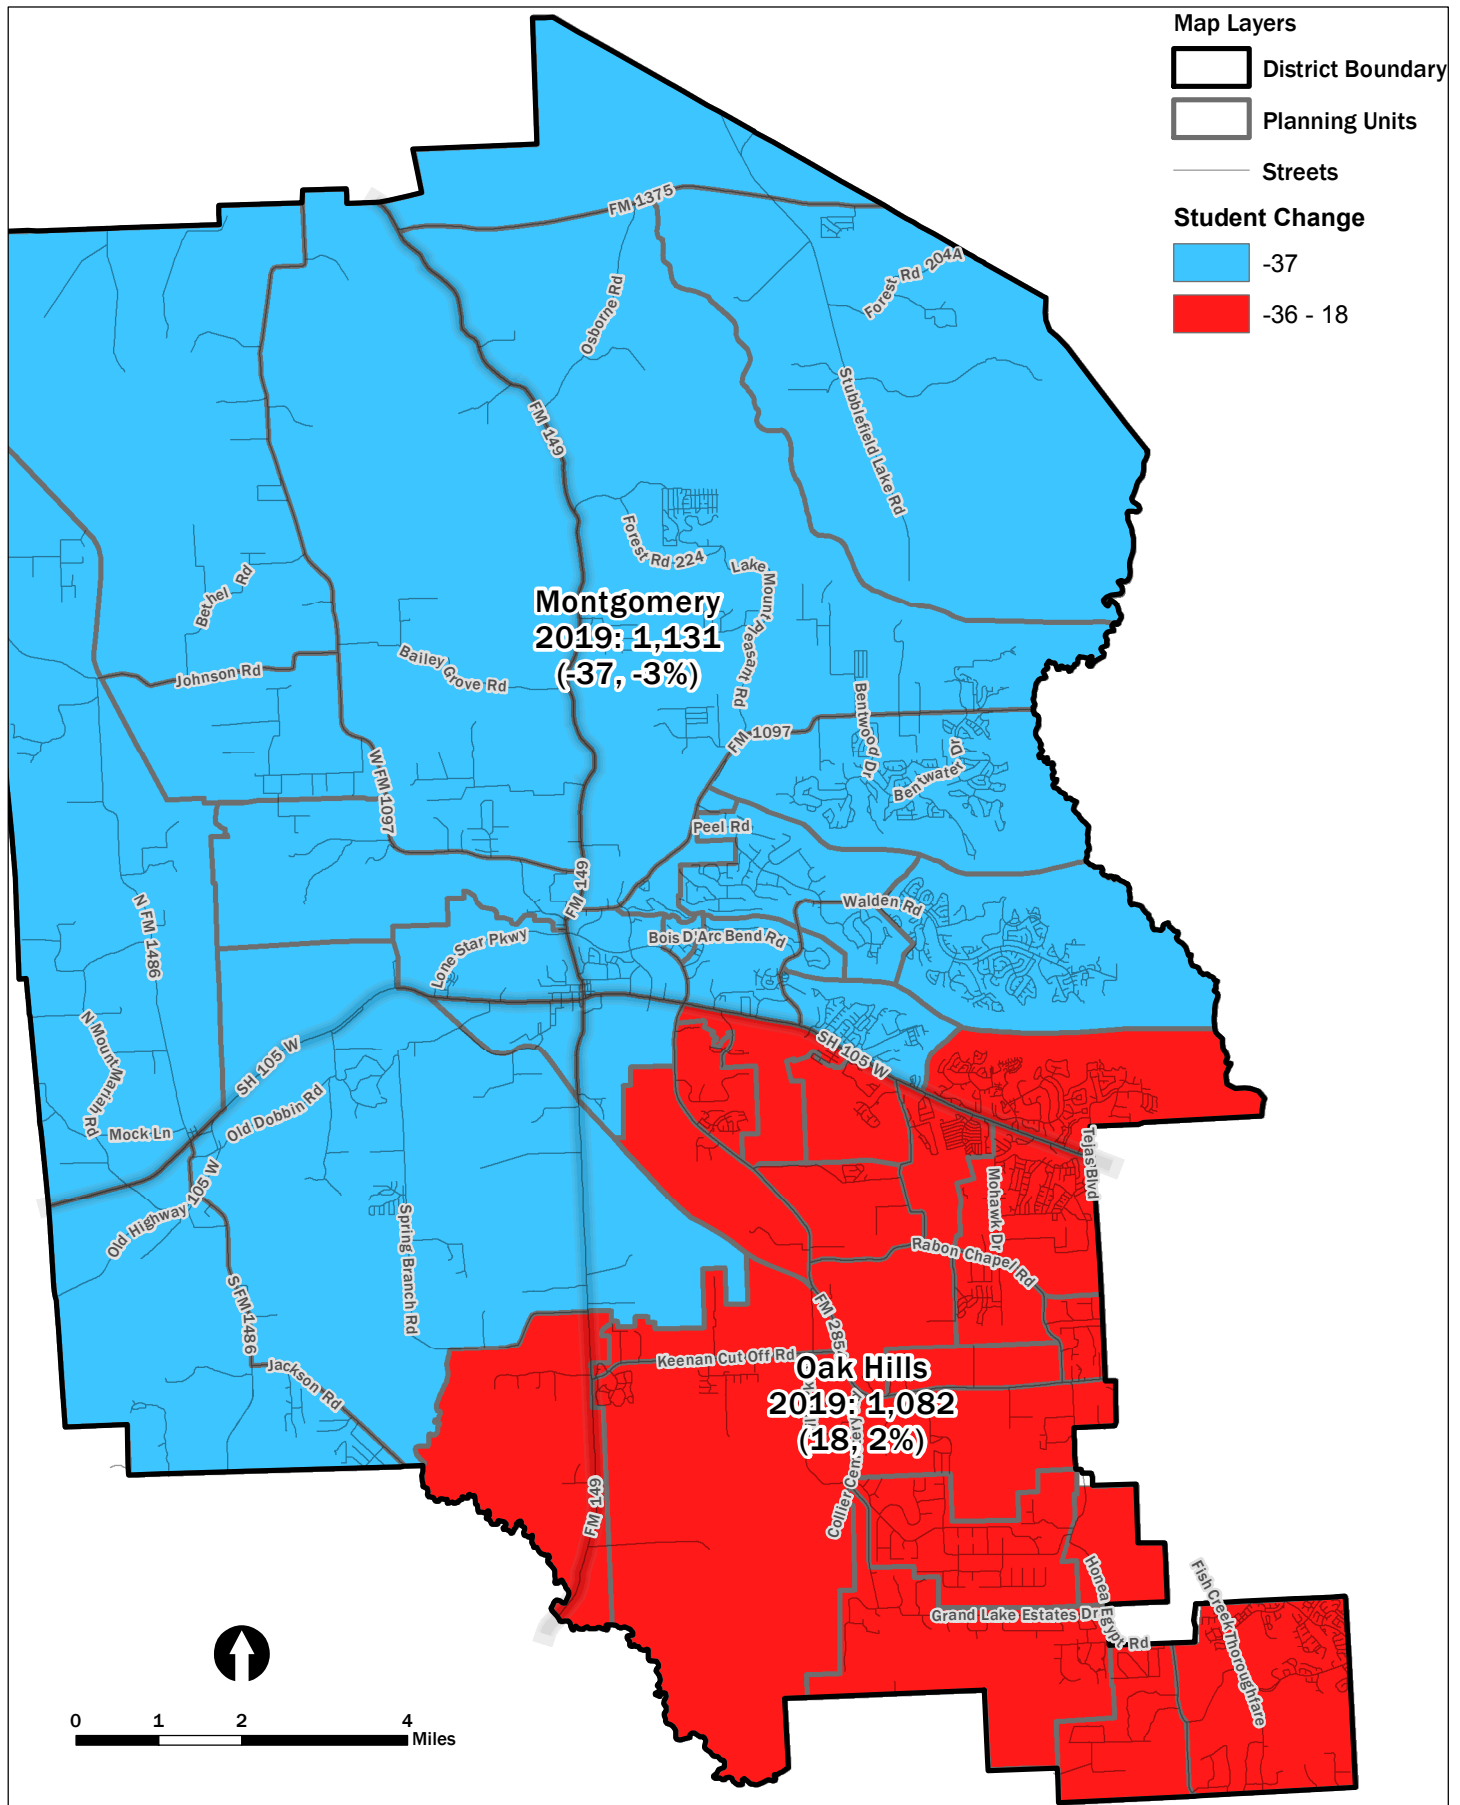 Map Layers
District Boundary
Planning Units
Streets
Student Change
-37
-36 - 18
FM 1375
Forest Rd 204A
Osborne Rd
Stubblefield Lake Rd
FM 149
Forest Rd 224
Lake Mount Pleasant Rd
Bethel Rd
Montgomery
2019: 1,131
(-37, -3%)
Johnson Rd
Bailey Grove Rd
Bentwood Dr
FM 1097
Bentwater Dr
W FM 1097
Peel Rd
FM 149
Walden Rd
N FM 1486
Lone Star Pkwy
Bois D'Arc Bend Rd
N Mount Mariah Rd
SH 105 W
SH 105 W
Old Dobbin Rd
Mock Ln
Tejas Blvd
Old Highway 105 W
Mohawk Dr
Spring Branch Rd
Rabon Chapel Rd
S FM 1486
FM 285
Keenan Cut Off Rd
Jackson Rd
Oak Hills
2019: 1,082
(18, 2%)
Collier Cemetery
FM 149
Honea Egypt Rd
Fish Creek Thoroughfare
Grand Lake Estates Dr
0 1 2 4
Miles